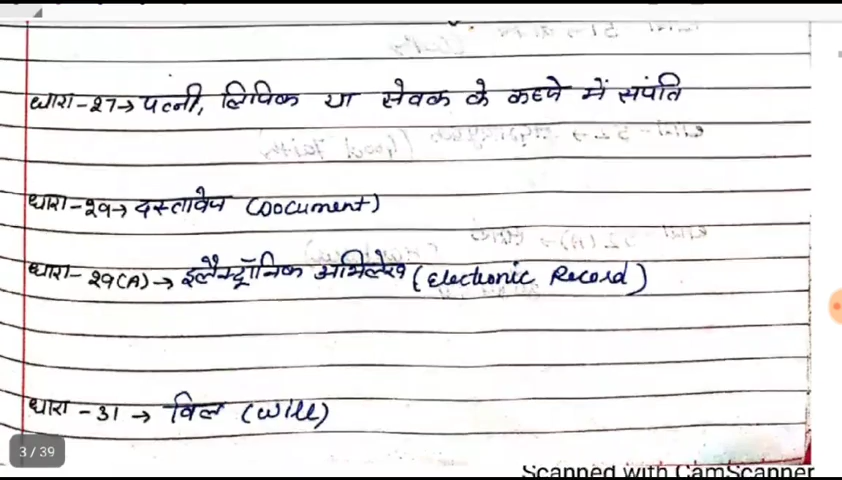 धारा-27→ पत्नी, लिपिक या सेवक के कब्जे में संपति
धारा-29→ दस्तावेज (Document)
धारा-29(A)→ इलैक्ट्रॉनिक अभिलेख (Electronic Record)
धारा-31→ विल (Will)
3 / 39
Scanned with CamScanner